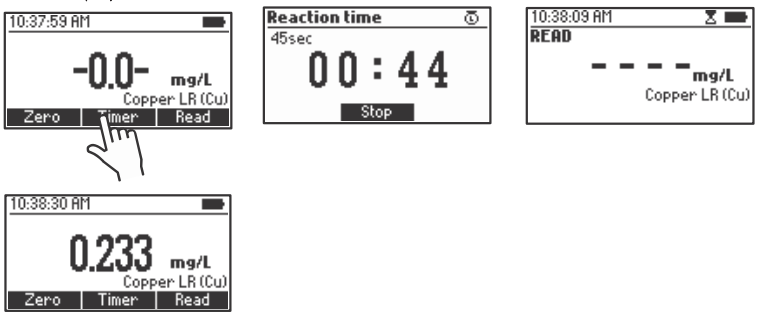 10:37:59 AM
-0.0- mg/L
Copper LR (Cu)
Zero Timer Read
Reaction time
45sec
00:44
Stop
10:38:09 AM
READ
- - - - mg/L
Copper LR (Cu)
10:38:30 AM
0.233 mg/L
Copper LR (Cu)
Zero Timer Read